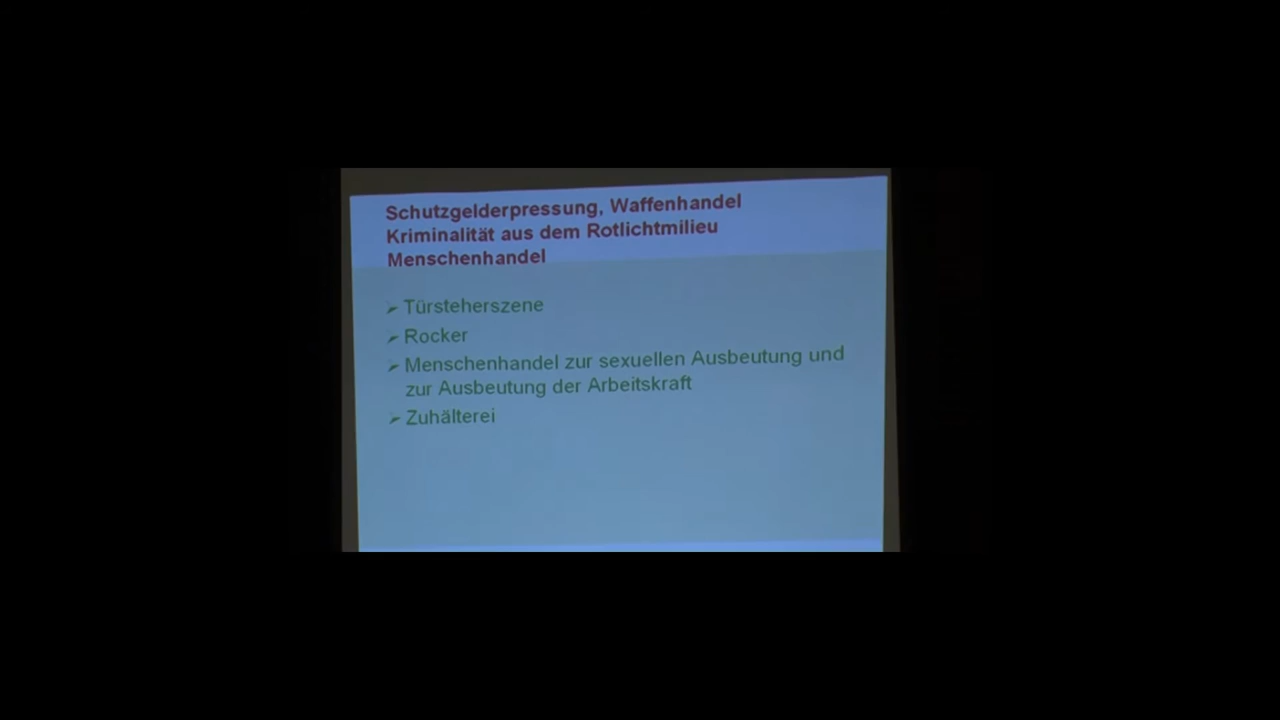 Schutzgelderpressung, Waffenhandel
Kriminalität aus dem Rotlichtmilieu
Menschenhandel
➢ Türsteherszene
➢ Rocker
➢ Menschenhandel zur sexuellen Ausbeutung und
zur Ausbeutung der Arbeitskraft
➢ Zuhälterei